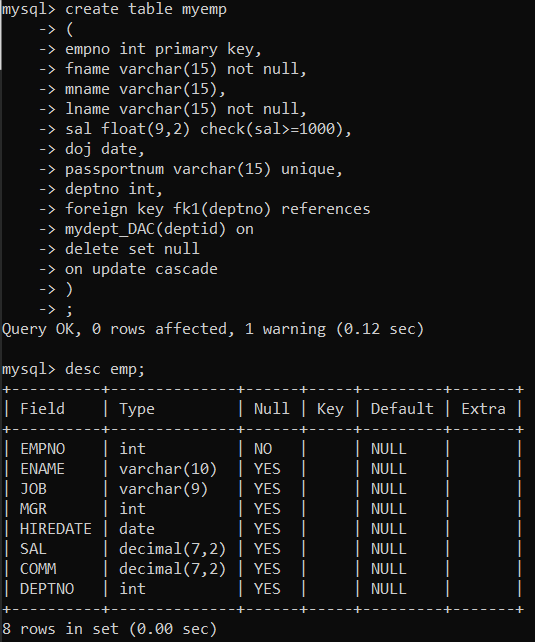 mysql> create table myemp
    -> (
    -> empno int primary key,
    -> fname varchar(15) not null,
    -> mname varchar(15),
    -> lname varchar(15) not null,
    -> sal float(9,2) check(sal>=1000),
    -> doj date,
    -> passportnum varchar(15) unique,
    -> deptno int,
    -> foreign key fk1(deptno) references
    -> mydept_DAC(deptid) on
    -> delete set null
    -> on update cascade
    -> )
    -> ;
Query OK, 0 rows affected, 1 warning (0.12 sec)

mysql> desc emp;
+----------+--------------+------+-----+---------+-------+
| Field    | Type         | Null | Key | Default | Extra |
+----------+--------------+------+-----+---------+-------+
| EMPNO    | int          | NO   |     | NULL    |       |
| ENAME    | varchar(10)  | YES  |     | NULL    |       |
| JOB      | varchar(9)   | YES  |     | NULL    |       |
| MGR      | int          | YES  |     | NULL    |       |
| HIREDATE | date         | YES  |     | NULL    |       |
| SAL      | decimal(7,2) | YES  |     | NULL    |       |
| COMM     | decimal(7,2) | YES  |     | NULL    |       |
| DEPTNO   | int          | YES  |     | NULL    |       |
+----------+--------------+------+-----+---------+-------+
8 rows in set (0.00 sec)